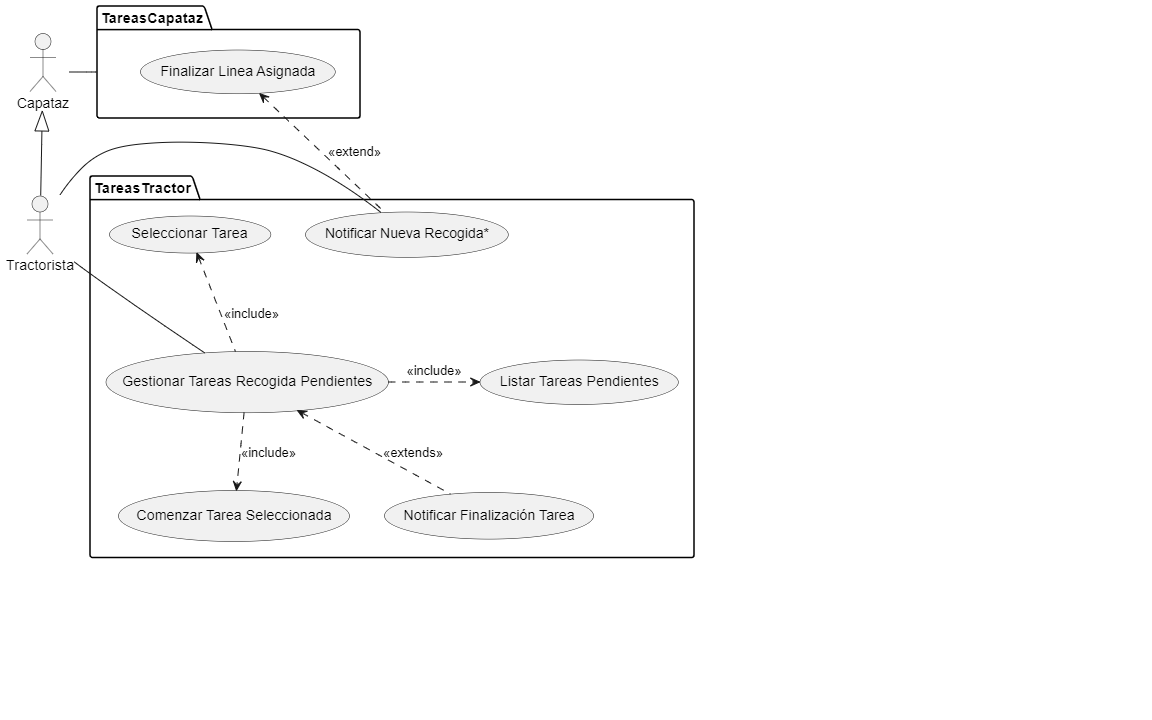 TareasCapataz
Finalizar Linea Asignada
Capataz
«extend»
TareasTractor
Seleccionar Tarea
Notificar Nueva Recogida*
Tractorista
«include»
Gestionar Tareas Recogida Pendientes
«include»
Listar Tareas Pendientes
«include»
«extends»
Comenzar Tarea Seleccionada
Notificar Finalización Tarea